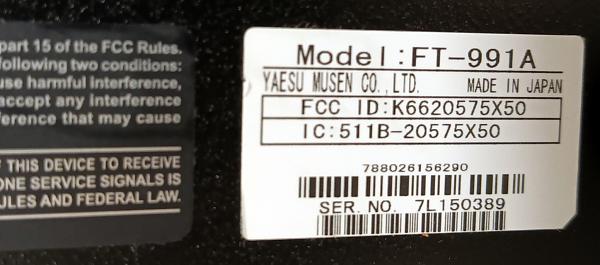 part 15 of the FCC Rules.
following two conditions:
use harmful interference,
accept any interference
ference that may cause
THIS DEVICE TO RECEIVE
ONE SERVICE SIGNALS IS
ULES AND FEDERAL LAW.
Model:FT-991A
YAESU MUSEN CO.,LTD. MADE IN JAPAN
FCC ID:K6620575X50
IC:511B-20575X50
788026156290
SER. NO. 7L150389